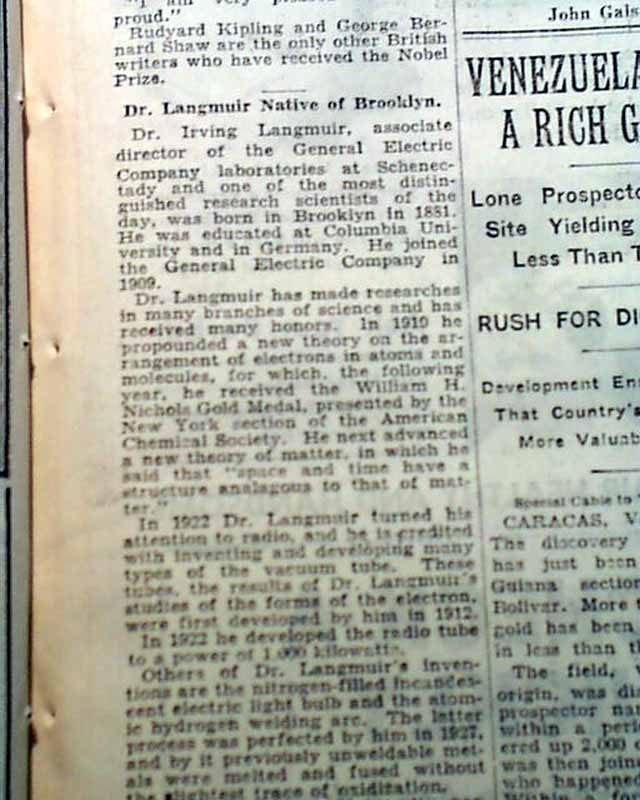 proud."
Rudyard Kipling and George Ber-
nard Shaw are the only other British
writers who have received the Nobel
Prize.
Dr. Langmuir Native of Brooklyn.
Dr. Irving Langmuir, associate
director of the General Electric
Company laboratories at Schenec-
tady and one of the most distin-
guished research scientists of the
day, was born in Brooklyn in 1881.
He was educated at Columbia Uni-
versity and in Germany. He joined
the General Electric Company in
1909.
Dr. Langmuir has made researches
in many branches of science and has
received many honors. In 1919 he
propounded a new theory on the ar-
rangement of electrons in atoms and
molecules, for which, the following
year, he received the William H.
Nichols Gold Medal, presented by the
New York section of the American
Chemical Society. He next advanced
a new theory of matter, in which he
said that "space and time have a
structure analagous to that of mat-
ter."
In 1922 Dr. Langmuir turned his
attention to radio, and he is credited
with inventing and developing many
types of the vacuum tube. These
tubes, the results of Dr. Langmuir's
studies of the forms of the electron,
were first developed by him in 1912.
In 1922 he developed the radio tube
to a power of 1,000 kilowatts.
Others of Dr. Langmuir's inven-
tions are the nitrogen-filled incandes-
cent electric light bulb and the atom-
ic hydrogen welding arc. The latter
process was perfected by him in 1927,
and by it previously unweldable met-
als were melted and fused without
the slightest trace of oxidization.
John Gals
VENEZUELA
A RICH G
Lone Prospecto
Site Yielding
Less Than T
RUSH FOR DI
Development En
That Country's
More Valuab
Special Cable to
CARACAS, V
The discovery
has just been
Guiana section
Bolivar. More
gold has been
in less than th
The field,
origin, was di
prospector na
within a peri
ered up 2,000
was then join
who happene